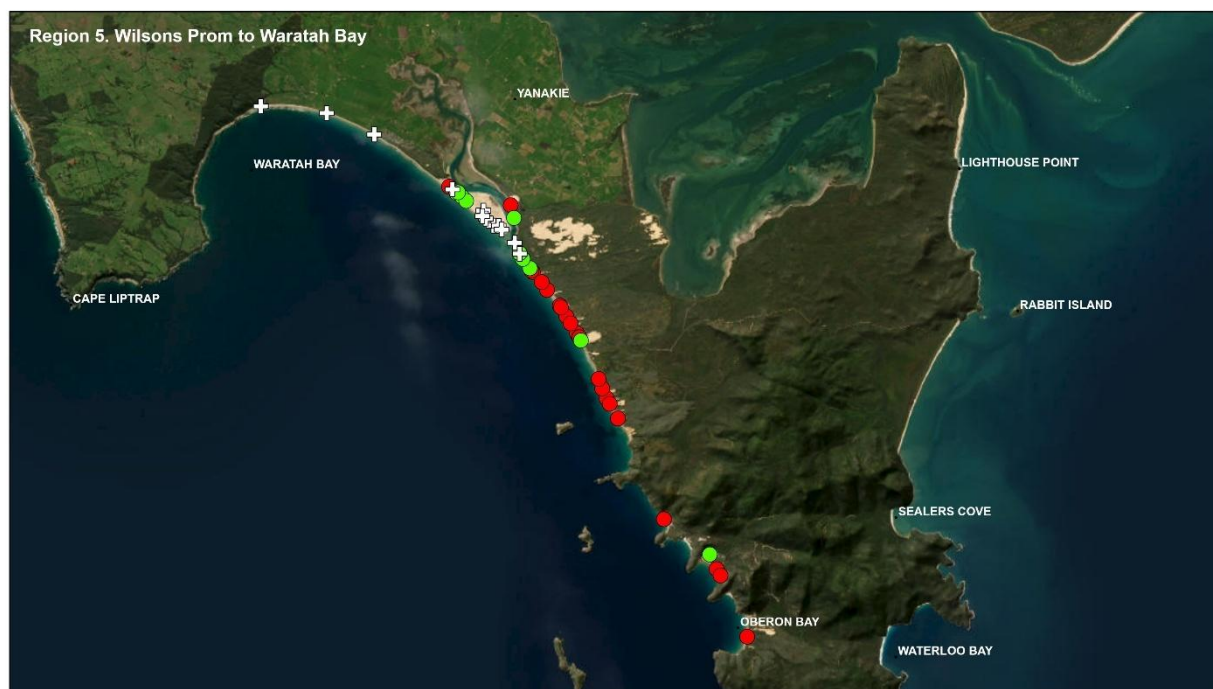 Region 5. Wilsons Prom to Waratah Bay
YANAKIE
WARATAH BAY
LIGHTHOUSE POINT
CAPE LIPTRAP
RABBIT ISLAND
SEALERS COVE
OBERON BAY
WATERLOO BAY